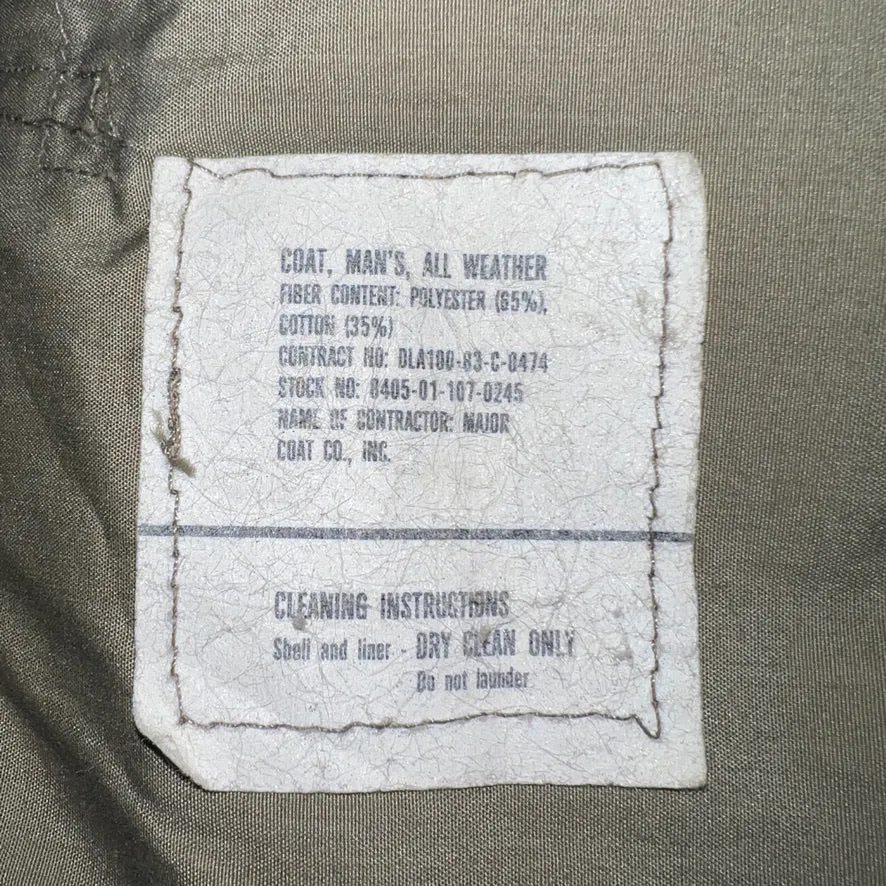 COAT, MAN'S, ALL WEATHER
FIBER CONTENT: POLYESTER (65%),
COTTON (35%)
CONTRACT NO: DLA100-83-C-0474
STOCK NO: 8405-01-107-0245
NAME OF CONTRACTOR: MAJOR
COAT CO., INC.
CLEANING INSTRUCTIONS
Shell and liner - DRY CLEAN ONLY
Do not launder